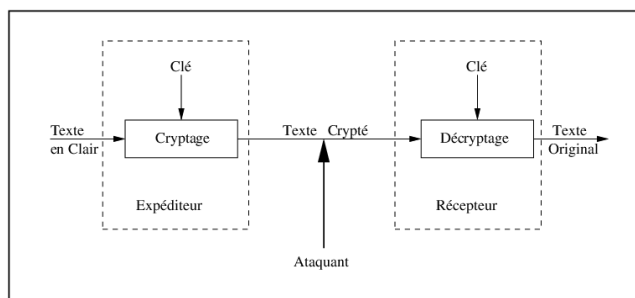 Clé
Clé
Texte
en Clair
Cryptage
Texte Crypté
Décryptage
Texte
Original
Expéditeur
Récepteur
Ataquant